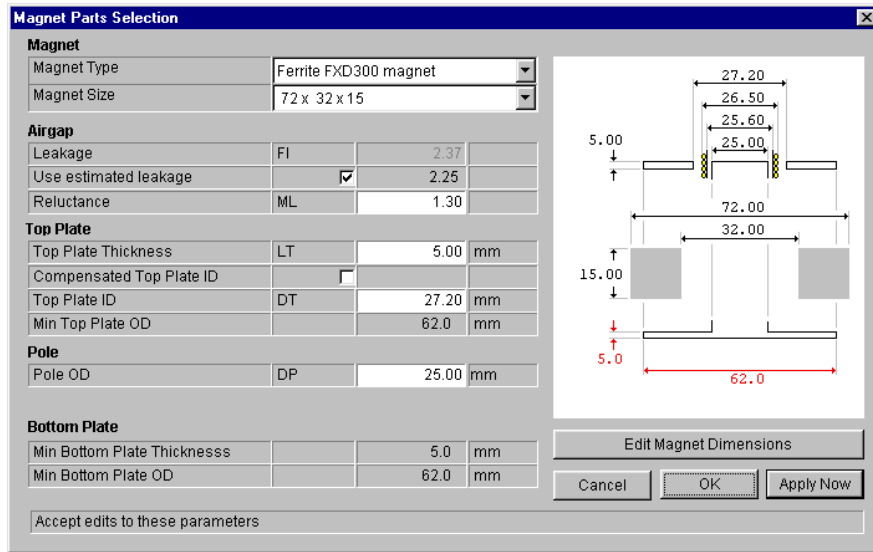 Magnet Parts Selection
Magnet
Magnet Type Ferrite FXD300 magnet
Magnet Size 72 x 32 x 15
Airgap
Leakage FI 2.37
Use estimated leakage 2.25
Reluctance ML 1.30
Top Plate
Top Plate Thickness LT 5.00 mm
Compensated Top Plate ID
Top Plate ID DT 27.20 mm
Min Top Plate OD 62.0 mm
Pole
Pole OD DP 25.00 mm
Bottom Plate
Min Bottom Plate Thicknesss 5.0 mm
Min Bottom Plate OD 62.0 mm
27.20
26.50
25.60
5.00 25.00
72.00
32.00
15.00
5.0
62.0
Edit Magnet Dimensions
Cancel OK Apply Now
Accept edits to these parameters